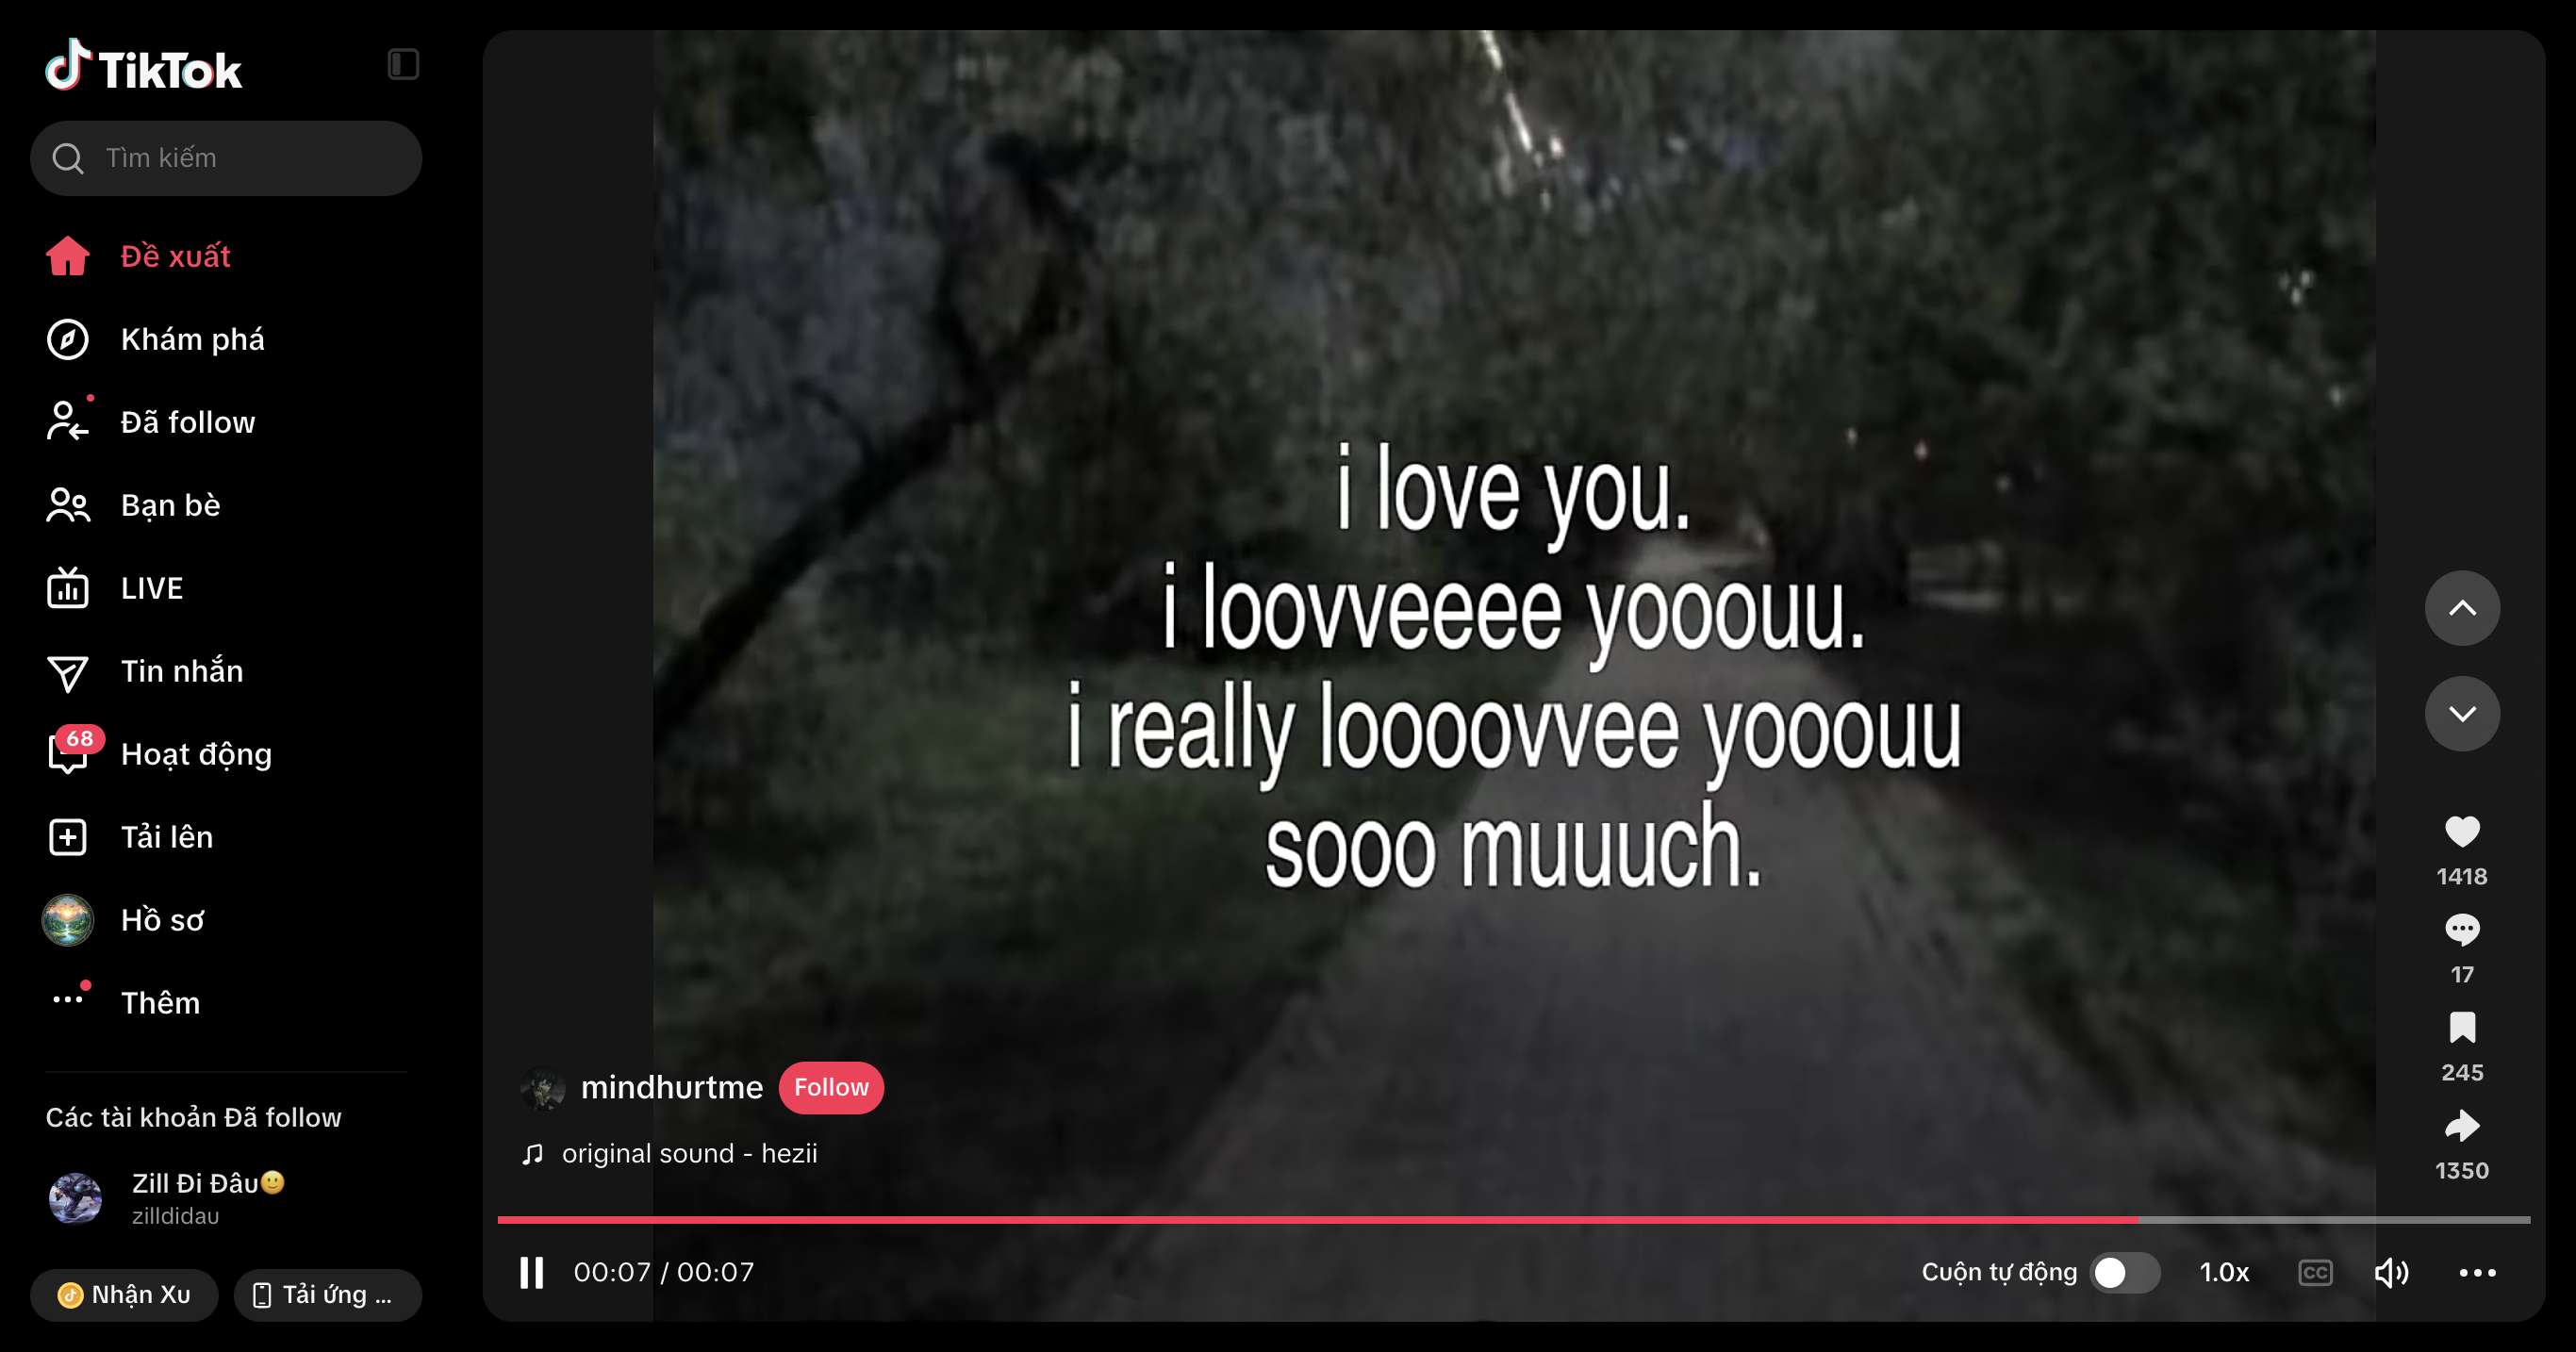 TikTok
Tìm kiếm
Đề xuất
Khám phá
Đã follow
Bạn bè
LIVE
Tin nhắn
68
Hoạt động
Tải lên
Hồ sơ
Thêm
Các tài khoản Đã follow
Zill Đi Đâu🙂
zilldidau
Nhận Xu
Tải ứng ...
i love you.
i loovveeee yooouu.
i really loooovvee yooouu
sooo muuuch.
mindhurtme
Follow
original sound - hezii
1418
17
245
1350
00:07 / 00:07
Cuộn tự động
1.0x
CC